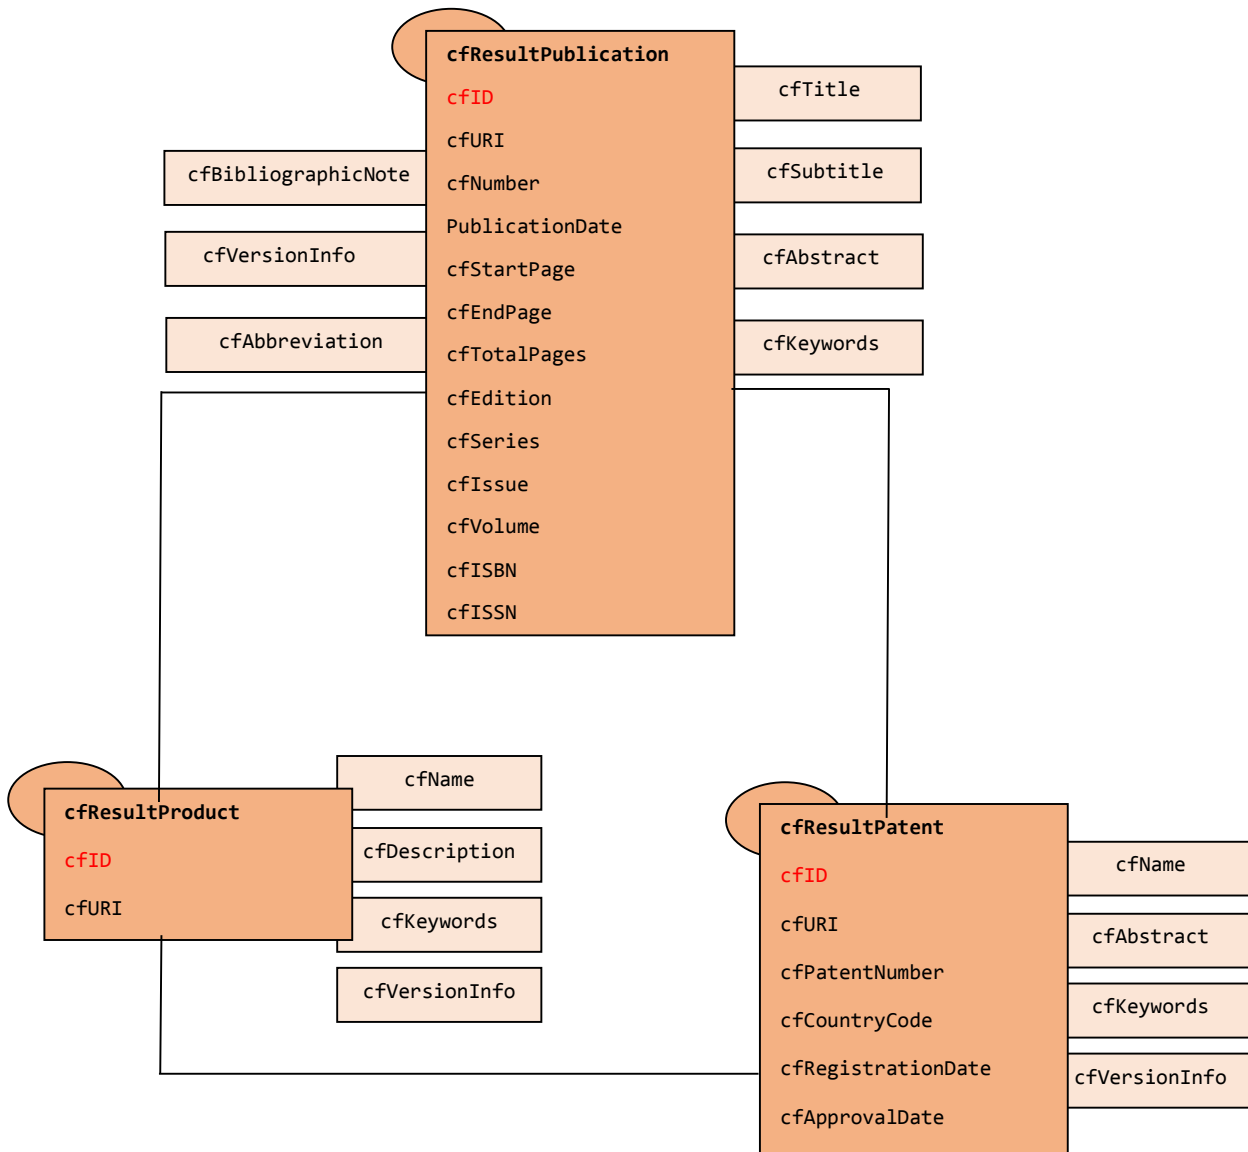 cfResultPublication
cfID
cfURI
cfNumber
PublicationDate
cfStartPage
cfEndPage
cfTotalPages
cfEdition
cfSeries
cfIssue
cfVolume
cfISBN
cfISSN
cfBibliographicNote
cfVersionInfo
cfAbbreviation
cfTitle
cfSubtitle
cfAbstract
cfKeywords
cfResultProduct
cfID
cfURI
cfName
cfDescription
cfKeywords
cfVersionInfo
cfResultPatent
cfID
cfURI
cfPatentNumber
cfCountryCode
cfRegistrationDate
cfApprovalDate
cfName
cfAbstract
cfKeywords
cfVersionInfo